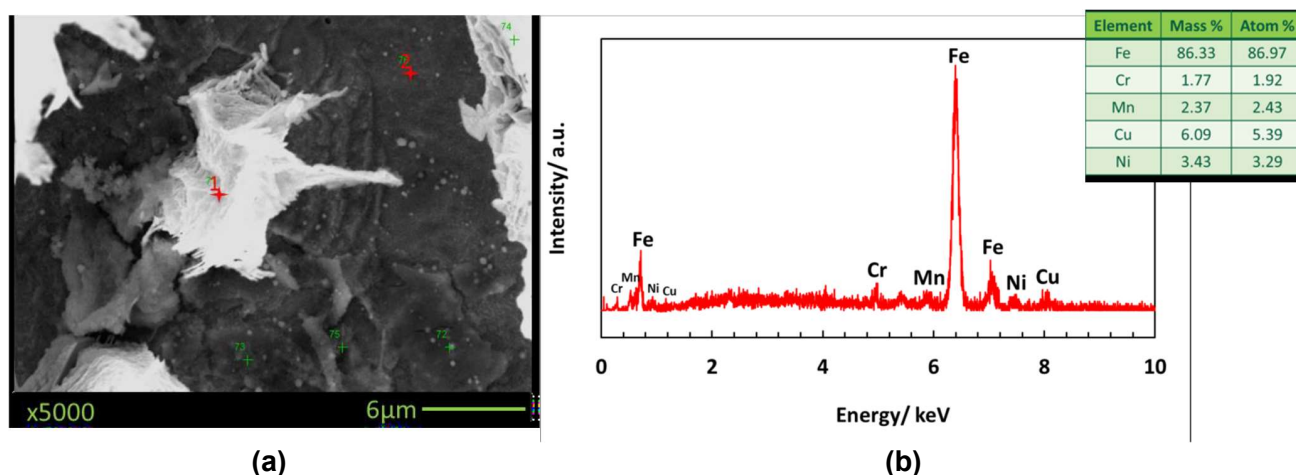 74
2
1
73
75
72
x5000
6μm
(a)
Intensity/ a.u.
Fe
Fe
Cr
Mn
Ni
Cu
Cr
Mn
Fe
Ni
Cu
0
2
4
6
8
10
Energy/ keV
Element Mass % Atom %
Fe 86.33 86.97
Cr 1.77 1.92
Mn 2.37 2.43
Cu 6.09 5.39
Ni 3.43 3.29
(b)